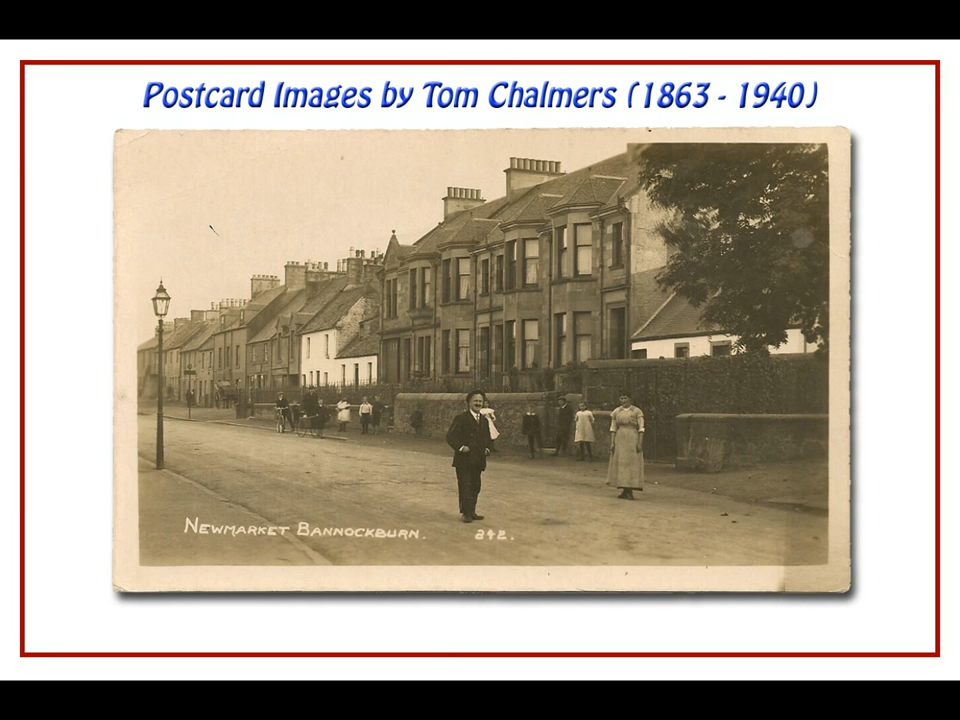 Postcard Images by Tom Chalmers (1863 - 1940)
Newmarket Bannockburn. 242.